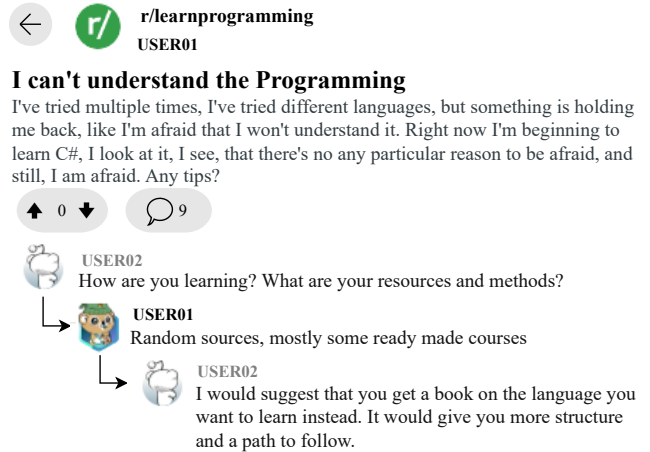 r/
r/learnprogramming
USER01
I can't understand the Programming
I've tried multiple times, I've tried different languages, but something is holding
me back, like I'm afraid that I won't understand it. Right now I'm beginning to
learn C#, I look at it, I see, that there's no any particular reason to be afraid, and
still, I am afraid. Any tips?
0
9
USER02
How are you learning? What are your resources and methods?
USER01
Random sources, mostly some ready made courses
USER02
I would suggest that you get a book on the language you
want to learn instead. It would give you more structure
and a path to follow.